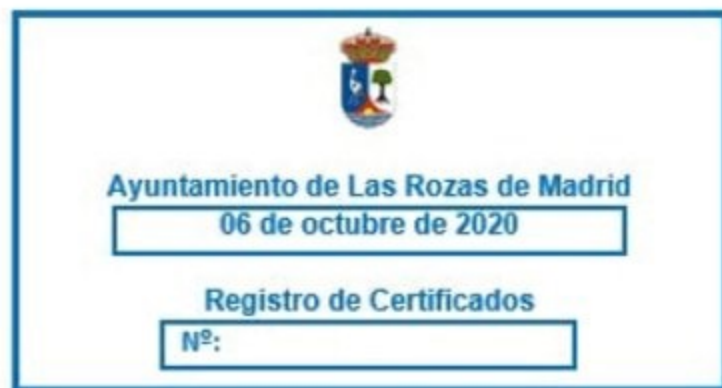 Ayuntamiento de Las Rozas de Madrid
06 de octubre de 2020
Registro de Certificados
Nº: